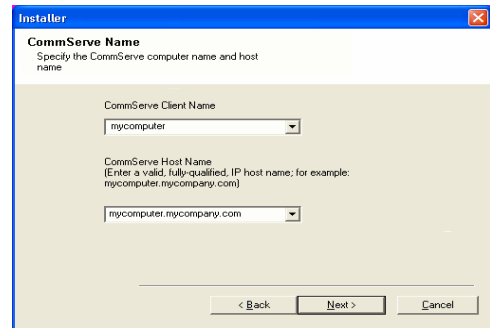 Installer
CommServe Name
Specify the CommServe computer name and host
name
CommServe Client Name
mycomputer
CommServe Host Name
(Enter a valid, fully-qualified, IP host name; for example:
mycomputer.mycompany.com)
mycomputer.mycompany.com
< Back Next > Cancel